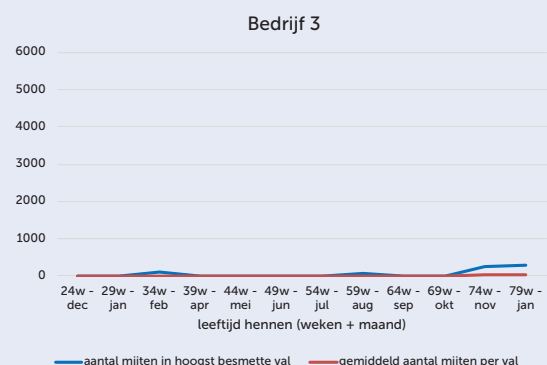 Bedrijf 3
6000
5000
4000
3000
2000
1000
0
24w - 29w - 34w - 39w - 44w - 49w - 54w - 59w - 64w - 69w - 74w - 79w -
dec jan feb apr mei jun jul aug sep okt nov jan
leeftijd hennen (weken + maand)
aantal mijten in hoogst besmette val gemiddeld aantal mijten per val